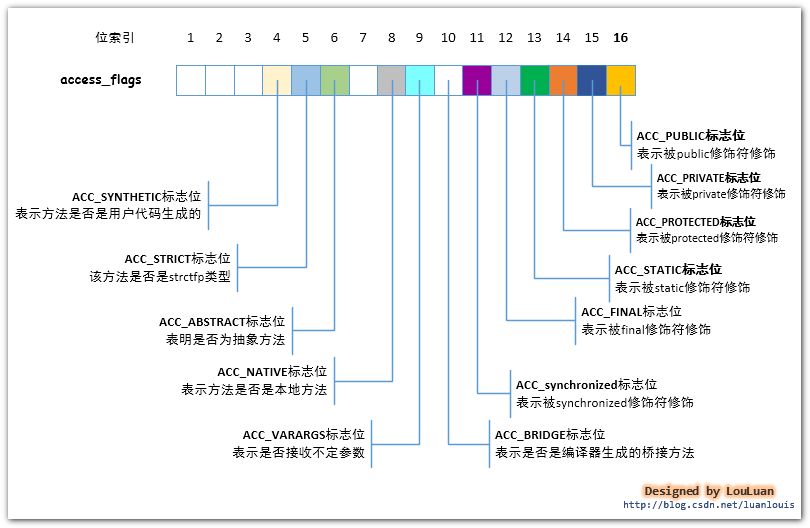 位索引 1 2 3 4 5 6 7 8 9 10 11 12 13 14 15 16
access_flags
ACC_PUBLIC标志位
表示被public修饰符修饰
ACC_PRIVATE标志位
表示被private修饰符修饰
ACC_SYNTHETIC标志位
表示方法是否是用户代码生成的
ACC_PROTECTED标志位
表示被protected修饰符修饰
ACC_STRICT标志位
该方法是否是strctfp类型
ACC_STATIC标志位
表示被static修饰符修饰
ACC_ABSTRACT标志位
表明是否为抽象方法
ACC_FINAL标志位
表示被final修饰符修饰
ACC_NATIVE标志位
表示方法是否是本地方法
ACC_synchronized标志位
表示被synchronized修饰符修饰
ACC_VARARGS标志位
表示是否接收不定参数
ACC_BRIDGE标志位
表示是否是编译器生成的桥接方法
Designed by LouLuan
http://blog.csdn.net/luanlouis